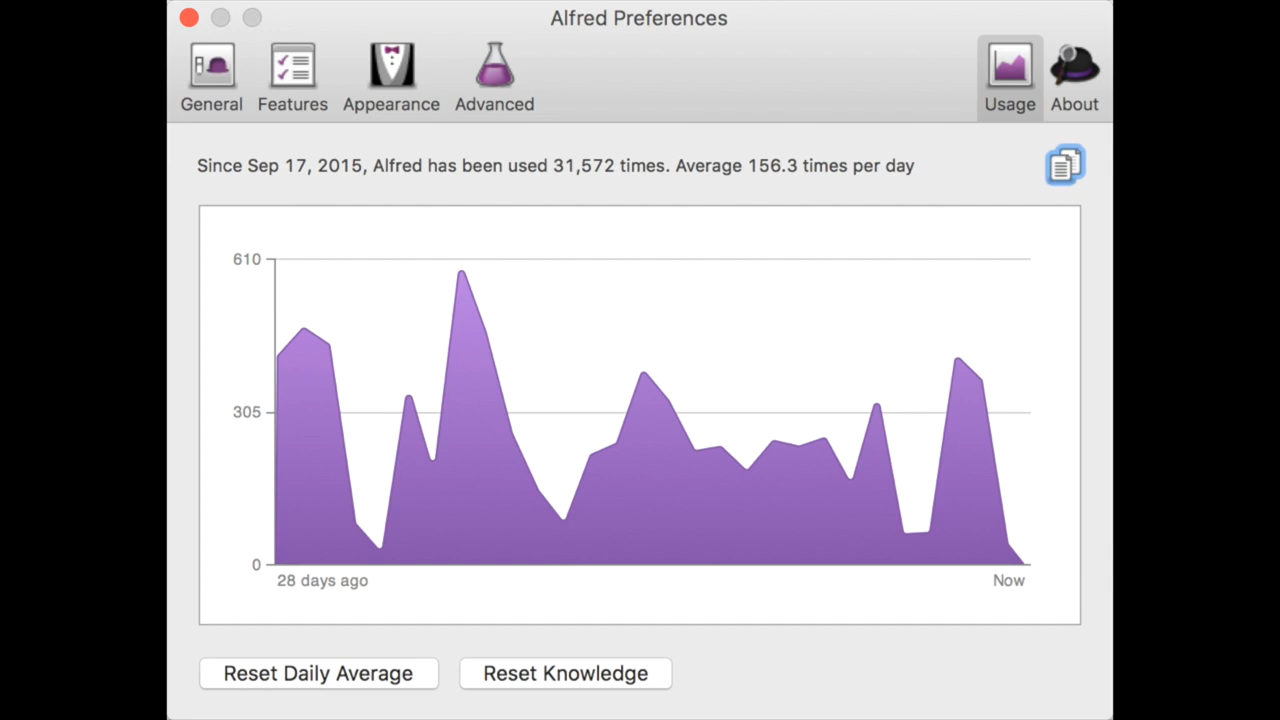 Alfred Preferences
General Features Appearance Advanced Usage About
Since Sep 17, 2015, Alfred has been used 31,572 times. Average 156.3 times per day
610
305
0
28 days ago Now
Reset Daily Average Reset Knowledge